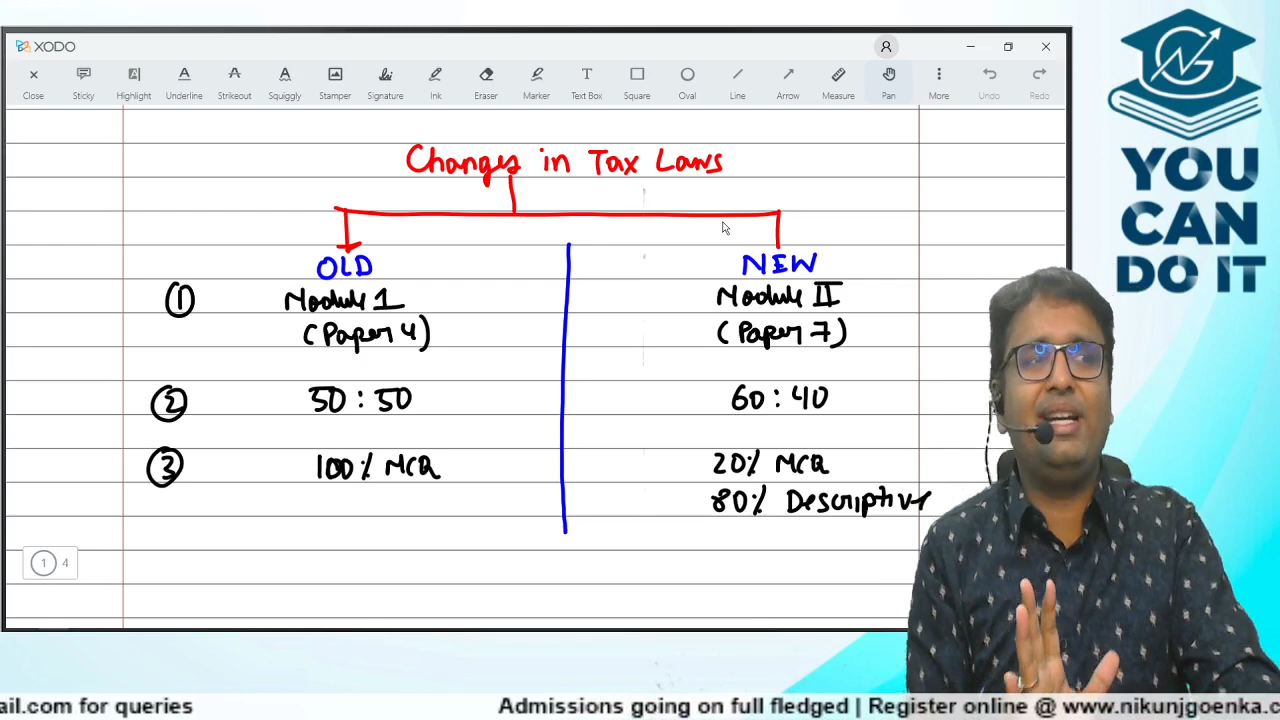 XODO
Close Sticky Highlight Underline Strikeout Squiggly Stamper Signature Ink Marker Text Box Square Oval Line Arrow Measure Pan More Undo Redo
Changes in Tax Laws
OLD NEW
① Module 1 Module II
(Paper 4) (Paper 7)
② 50 : 50 60 : 40
③ 100% MCQ 20% MCQ
80% Descriptive
1 4
NG
YOU
CAN
DO IT
ail.com for queries Admissions going on full fledged | Register online @ www.nikunjgoenka.c